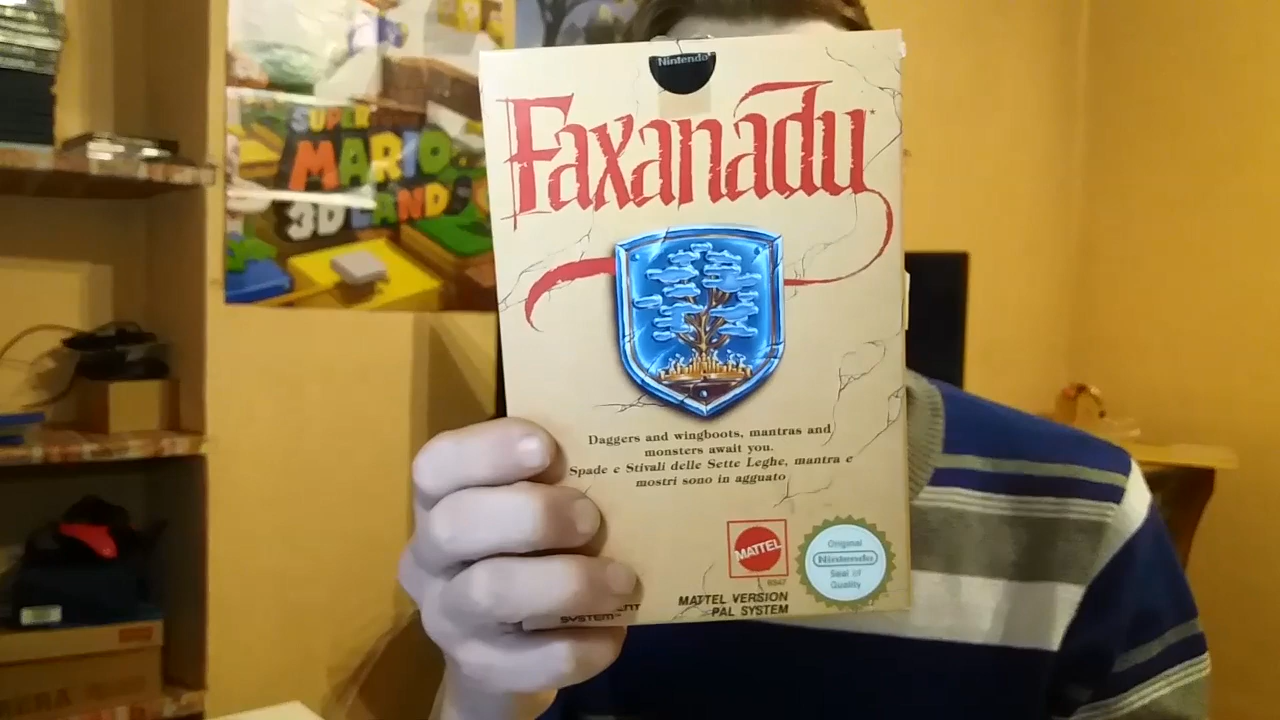 Nintendo
Faxanadu
SUPER
MARIO
3D LAND
Daggers and wingboots, mantras and
monsters await you.
Spade e Stivali delle Sette Leghe, mantra e
mostri sono in agguato
MATTEL
Original
Nintendo
Seal of
Quality
MATTEL VERSION
PAL SYSTEM
SYSTEM